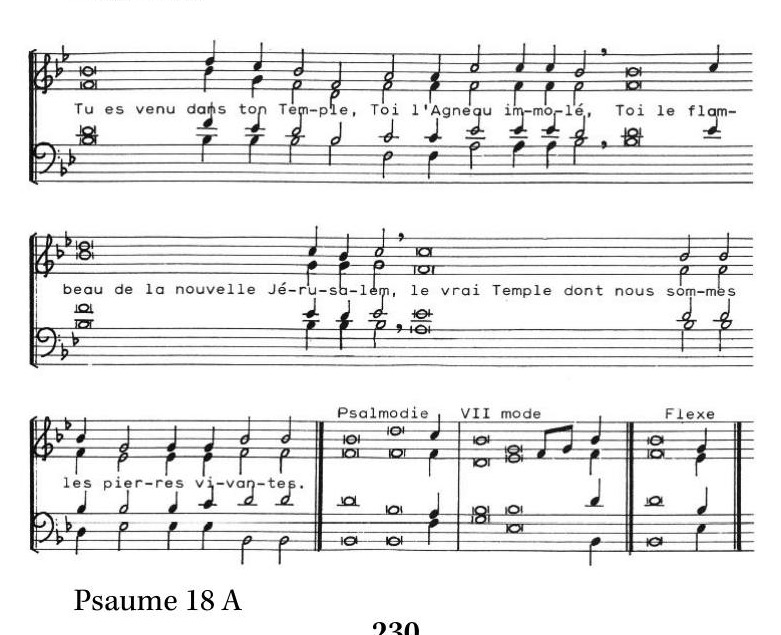 Tu es venu dans ton Tem-ple, Toi l'Agneau im-mo-lé, Toi le flam-
beau de la nouvelle Jé-ru-sa-lem, le vrai Temple dont nous som-mes
Psalmodie VII mode Flexe
les pier-res vi-van-tes.
Psaume 18 A
230